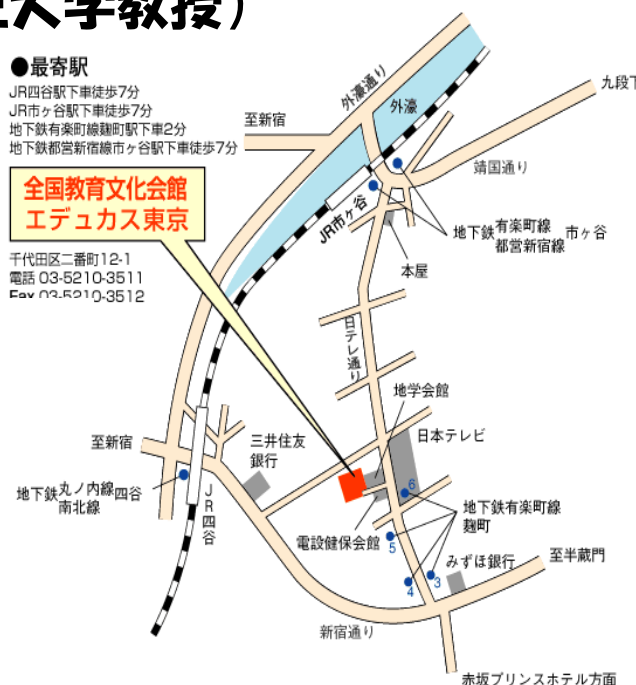 大学教授）
●最寄駅
JR四谷駅下車徒歩7分
JR市ヶ谷駅下車徒歩7分
地下鉄有楽町線麹町駅下車2分
地下鉄都営新宿線市ヶ谷駅下車徒歩7分
全国教育文化会館
エデュカス東京
千代田区二番町12-1
電話 03-5210-3511
Fax 03-5210-3512
外濠通り
外濠
九段下
至新宿
靖国通り
JR市ヶ谷
地下鉄有楽町線 市ヶ谷
都営新宿線
本屋
日テレ通り
地学会館
日本テレビ
至新宿
三井住友
銀行
地下鉄丸ノ内線四谷
南北線
JR四谷
電設健保会館
6
地下鉄有楽町線
麹町
5
みずほ銀行
至半蔵門
4
3
新宿通り
赤坂プリンスホテル方面